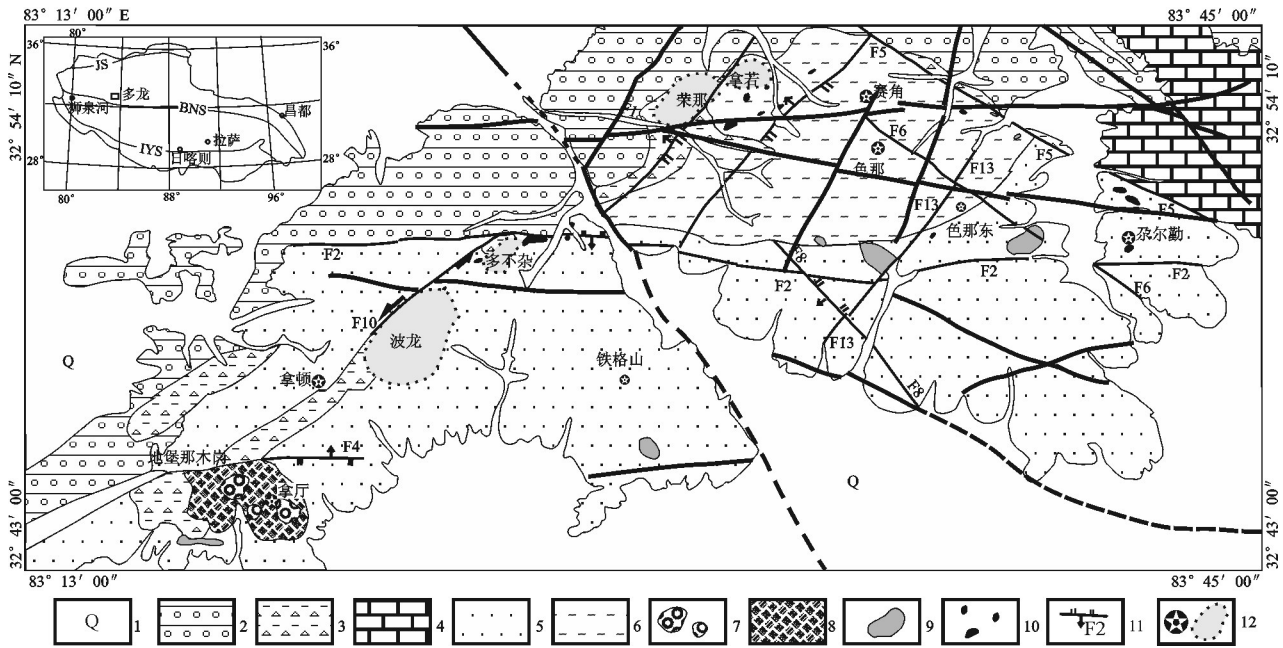 83° 13′ 00″ E
83° 45′ 00″
36°
80°
36°
JS
狮泉河
多龙
BNS
昌都
IYS
日喀则
拉萨
28°
28°
80°
88°
96°
32° 54′ 10″ N
32° 54′ 10″
荣那
拿若
F5
赛角
F6
色那
F13
F5
F13
色那东
F5
尕尔勤
F2
多不杂
F8
F2
F2
F2
F6
F10
波龙
F13
铁格山
Q
拿顿
F8
地堡那木岗
F4
拿厅
Q
32° 43′ 00″
32° 43′ 00″
83° 13′ 00″
83° 45′ 00″
Q 1 2 3 4 5 6 7 8 9 10 F2 11 12